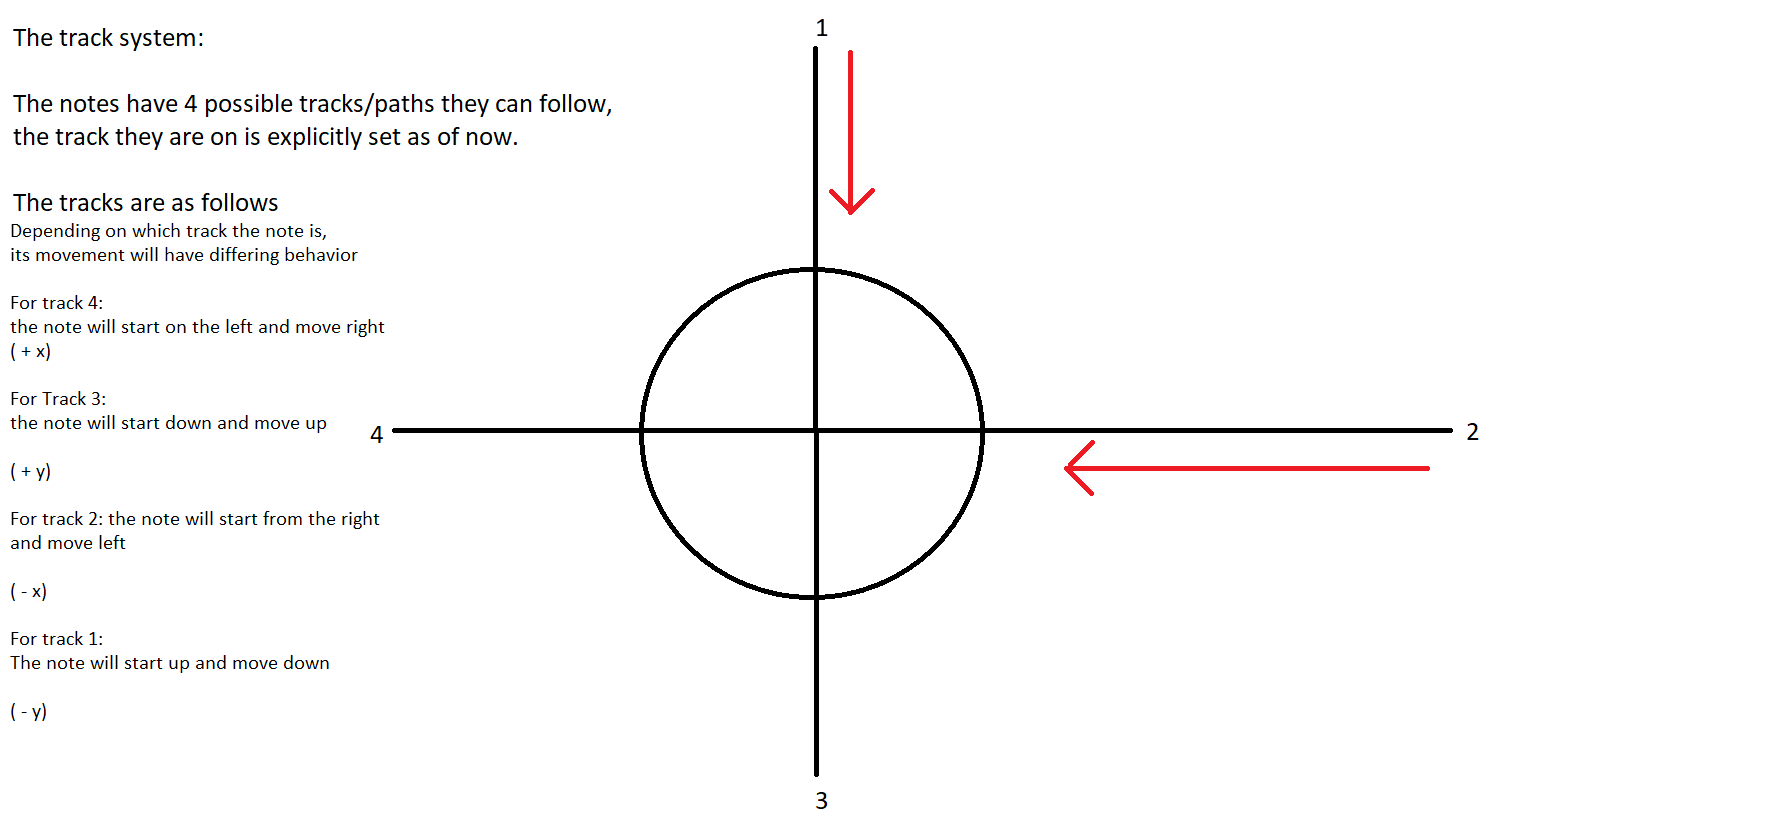 The track system:
The notes have 4 possible tracks/paths they can follow,
the track they are on is explicitly set as of now.
The tracks are as follows
Depending on which track the note is,
its movement will have differing behavior
For track 4:
the note will start on the left and move right
( + x)
For Track 3:
the note will start down and move up
( + y)
For track 2: the note will start from the right
and move left
( - x)
For track 1:
The note will start up and move down
( - y)
1
4
2
3